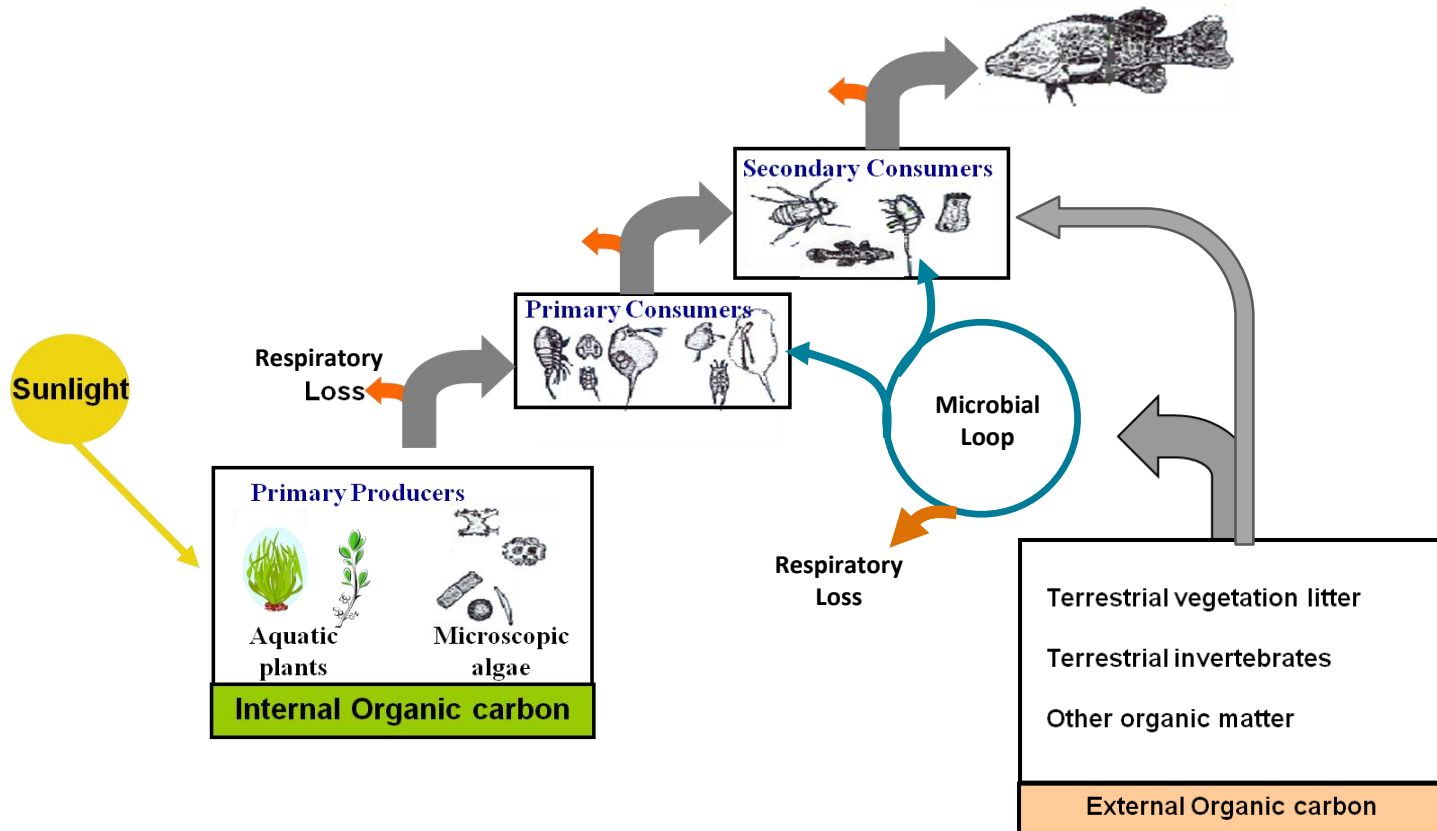 Secondary Consumers
Primary Consumers
Respiratory
Loss
Sunlight
Microbial
Loop
Primary Producers
Respiratory
Loss
Aquatic
plants
Microscopic
algae
Internal Organic carbon
Terrestrial vegetation litter
Terrestrial invertebrates
Other organic matter
External Organic carbon